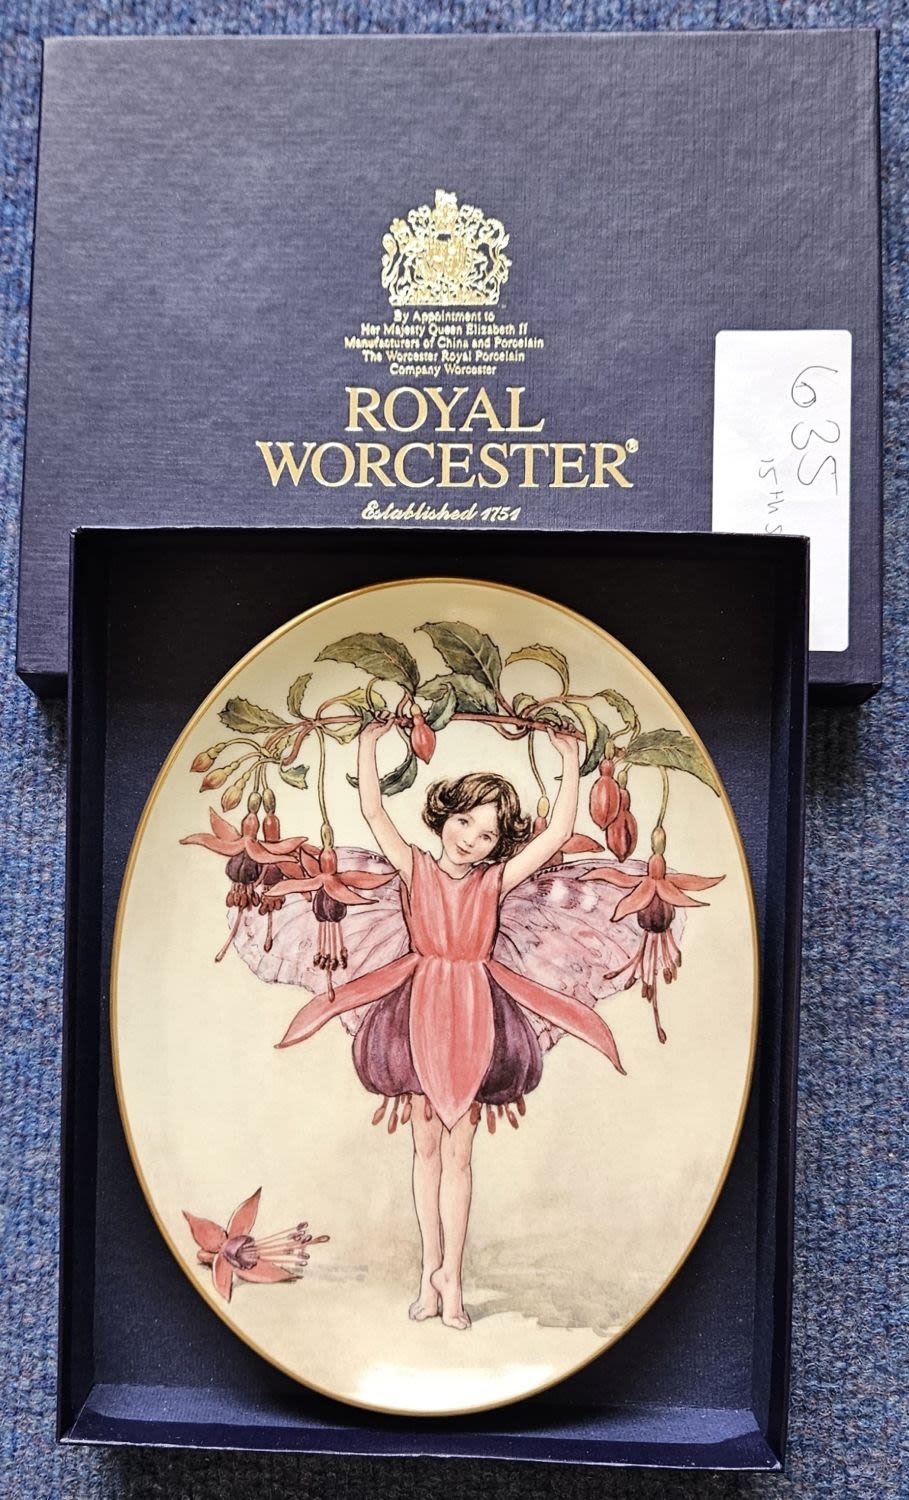 By Appointment to
Her Majesty Queen Elizabeth II
Manufacturers of China and Porcelain
The Worcester Royal Porcelain
Company Worcester
ROYAL
WORCESTER®
Established 1751
635